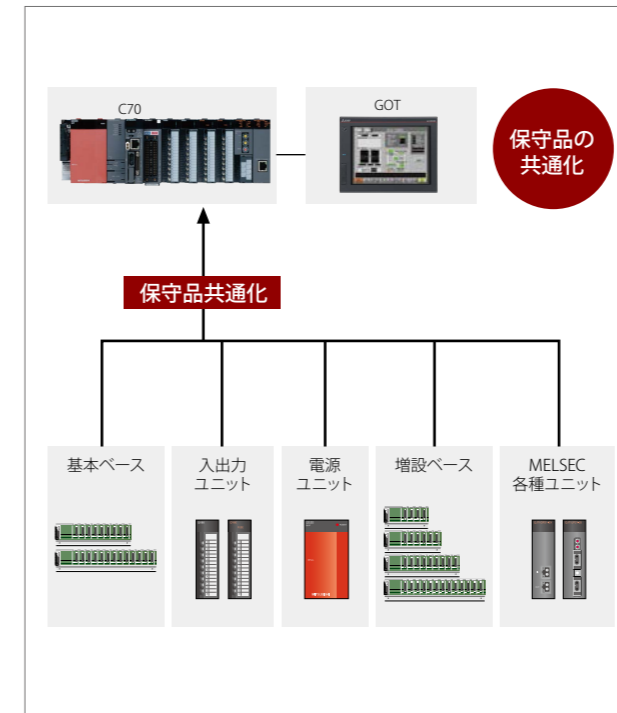 C70
GOT
保守品の
共通化
保守品共通化
基本ベース
入出力
ユニット
電源
ユニット
増設ベース
MELSEC
各種ユニット